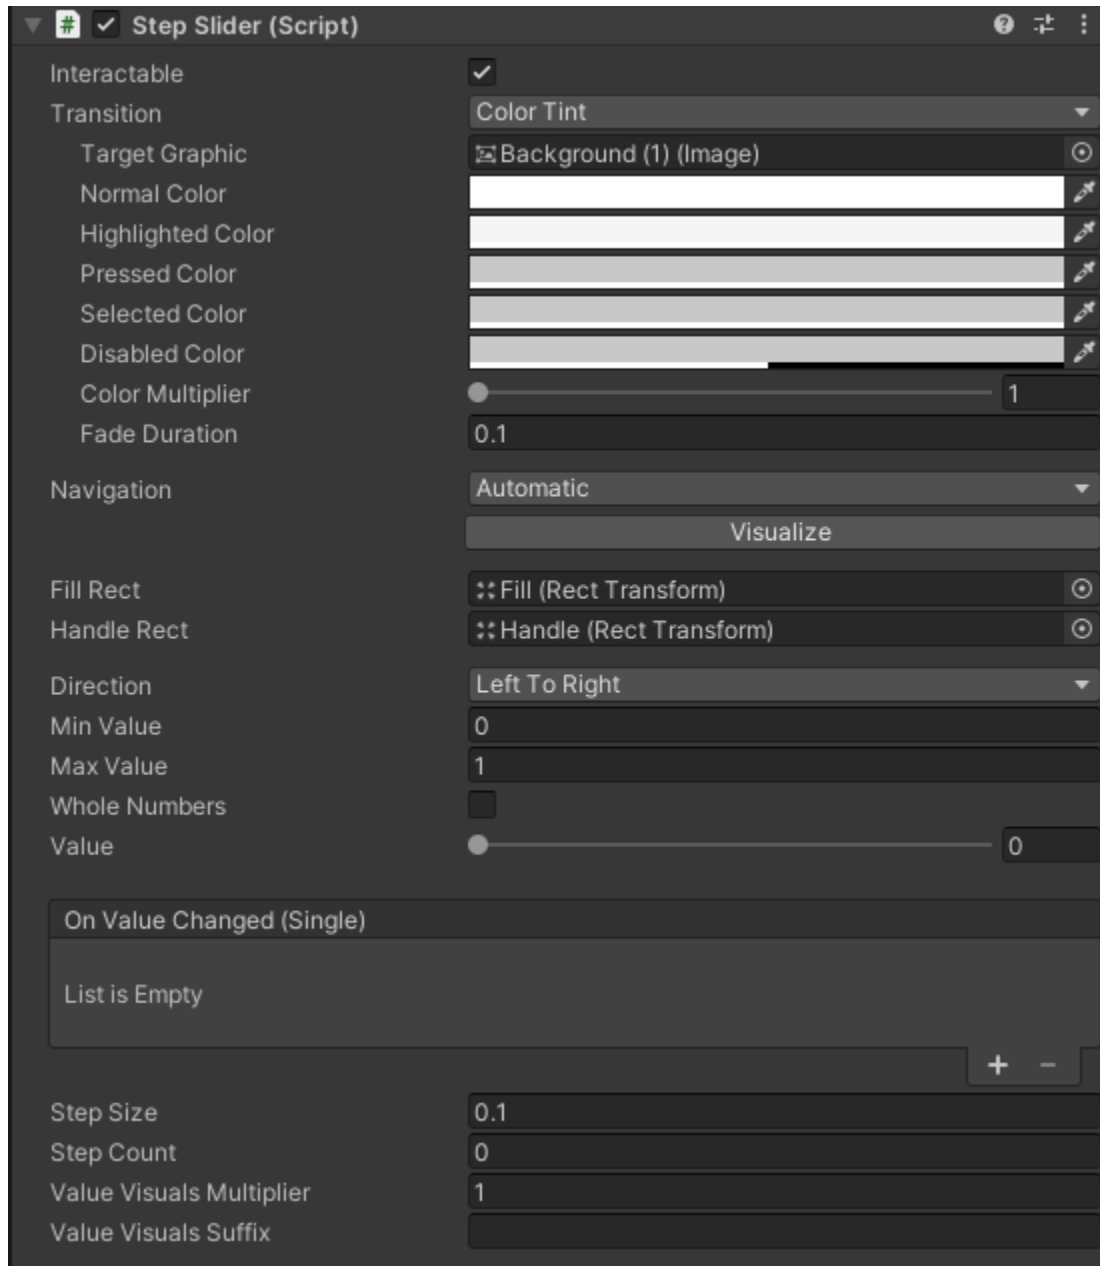 # Step Slider (Script)
Interactable
Transition Color Tint
Target Graphic Background (1) (Image)
Normal Color
Highlighted Color
Pressed Color
Selected Color
Disabled Color
Color Multiplier 1
Fade Duration 0.1
Navigation Automatic
Visualize
Fill Rect Fill (Rect Transform)
Handle Rect Handle (Rect Transform)
Direction Left To Right
Min Value 0
Max Value 1
Whole Numbers
Value 0
On Value Changed (Single)
List is Empty
+ −
Step Size 0.1
Step Count 0
Value Visuals Multiplier 1
Value Visuals Suffix